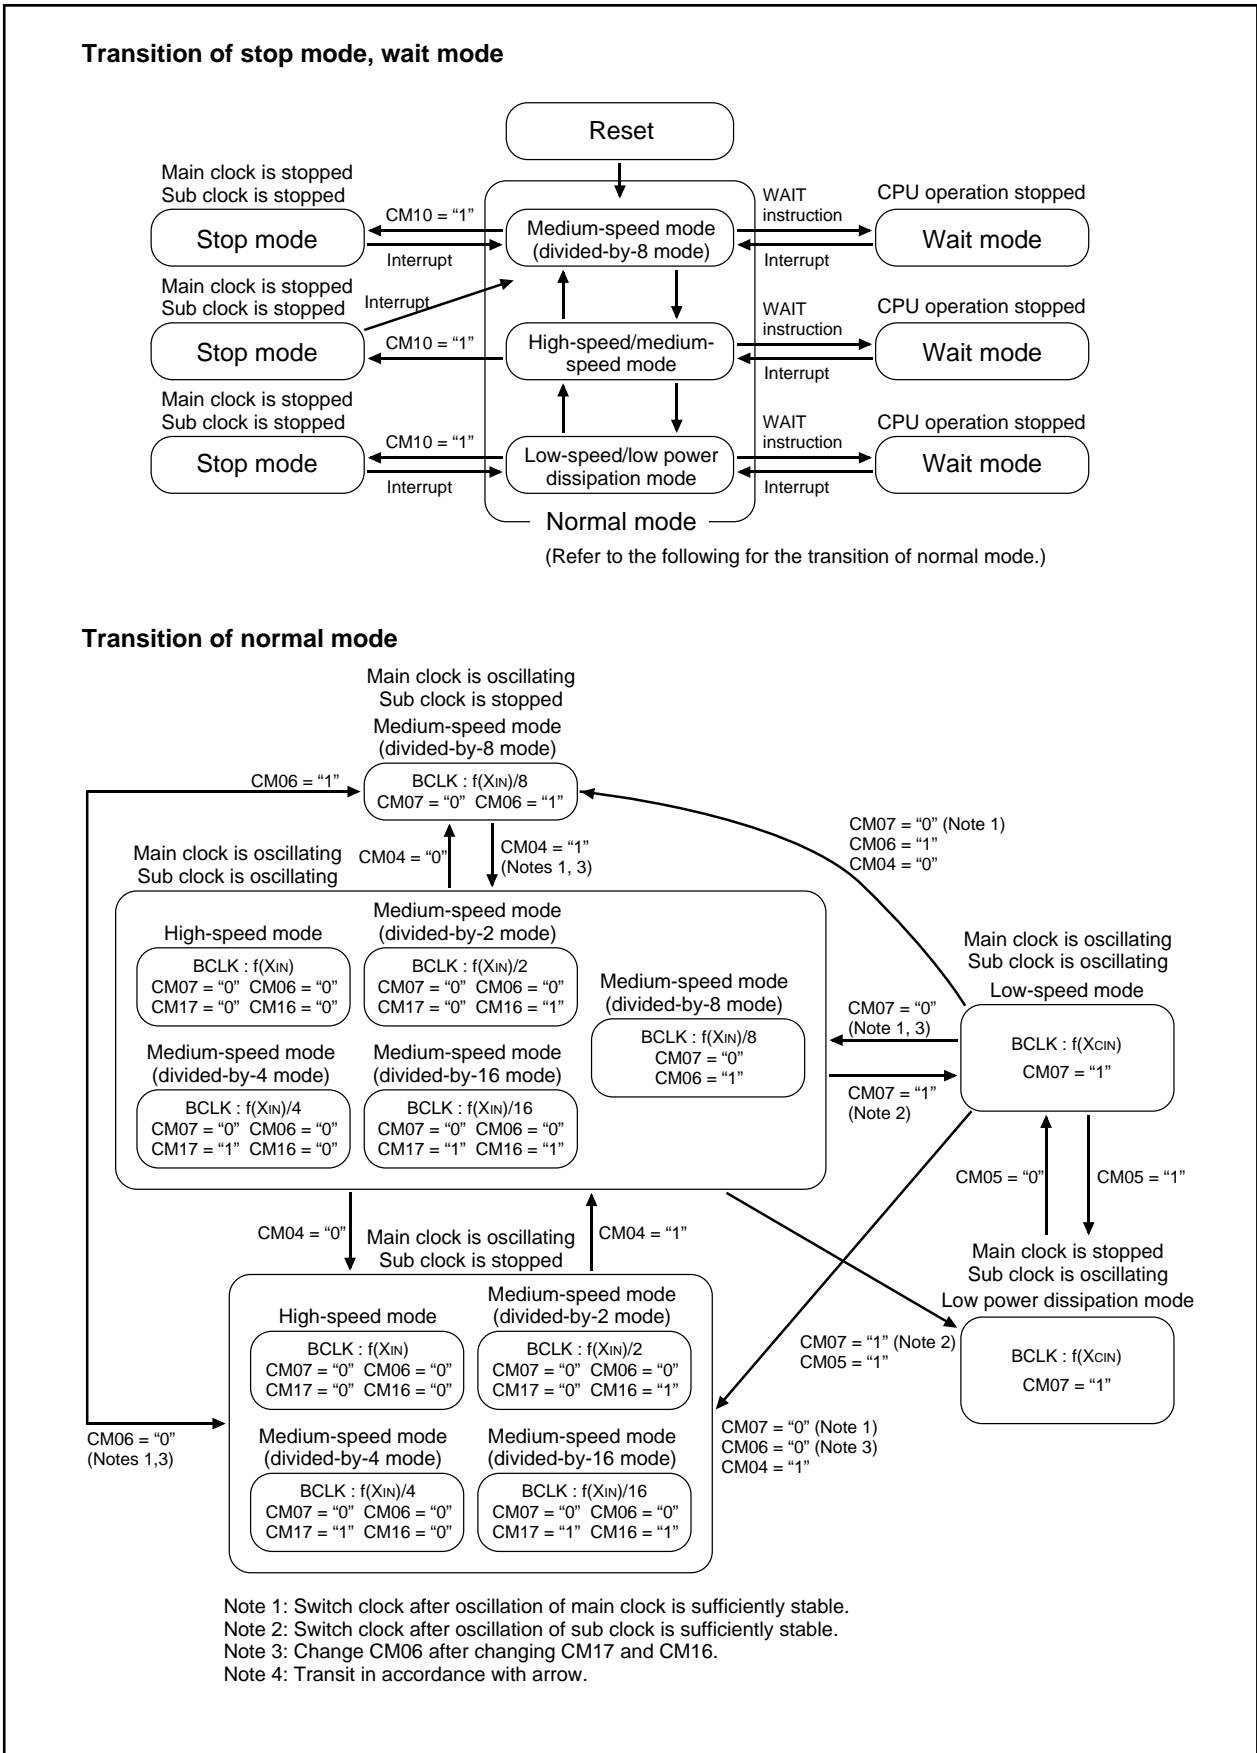 Transition of stop mode, wait mode
Reset
Main clock is stopped
Sub clock is stopped
Stop mode
CM10 = “1”
Interrupt
Medium-speed mode
(divided-by-8 mode)
WAIT
instruction
Interrupt
CPU operation stopped
Wait mode
Main clock is stopped
Sub clock is stopped
Interrupt
Stop mode
CM10 = “1”
High-speed/medium-
speed mode
WAIT
instruction
Interrupt
CPU operation stopped
Wait mode
Main clock is stopped
Sub clock is stopped
Stop mode
CM10 = “1”
Interrupt
Low-speed/low power
dissipation mode
WAIT
instruction
Interrupt
CPU operation stopped
Wait mode
Normal mode
(Refer to the following for the transition of normal mode.)
Transition of normal mode
Main clock is oscillating
Sub clock is stopped
Medium-speed mode
(divided-by-8 mode)
CM06 = “1”
BCLK : f(XIN)/8
CM07 = “0” CM06 = “1”
CM07 = “0” (Note 1)
CM06 = “1”
CM04 = “0”
Main clock is oscillating
Sub clock is oscillating
CM04 = “0”
CM04 = “1”
(Notes 1, 3)
High-speed mode
BCLK : f(XIN)
CM07 = “0” CM06 = “0”
CM17 = “0” CM16 = “0”
Medium-speed mode
(divided-by-2 mode)
BCLK : f(XIN)/2
CM07 = “0” CM06 = “0”
CM17 = “0” CM16 = “1”
Medium-speed mode
(divided-by-8 mode)
BCLK : f(XIN)/8
CM07 = “0”
CM06 = “1”
Medium-speed mode
(divided-by-4 mode)
BCLK : f(XIN)/4
CM07 = “0” CM06 = “0”
CM17 = “1” CM16 = “0”
Medium-speed mode
(divided-by-16 mode)
BCLK : f(XIN)/16
CM07 = “0” CM06 = “0”
CM17 = “1” CM16 = “1”
CM07 = “0”
(Note 1, 3)
CM07 = “1”
(Note 2)
Main clock is oscillating
Sub clock is oscillating
Low-speed mode
BCLK : f(XCIN)
CM07 = “1”
CM05 = “0”
CM05 = “1”
Main clock is stopped
Sub clock is oscillating
Low power dissipation mode
BCLK : f(XCIN)
CM07 = “1”
CM07 = “1” (Note 2)
CM05 = “1”
CM04 = “0”
Main clock is oscillating
Sub clock is stopped
CM04 = “1”
High-speed mode
BCLK : f(XIN)
CM07 = “0” CM06 = “0”
CM17 = “0” CM16 = “0”
Medium-speed mode
(divided-by-2 mode)
BCLK : f(XIN)/2
CM07 = “0” CM06 = “0”
CM17 = “0” CM16 = “1”
CM06 = “0”
(Notes 1,3)
Medium-speed mode
(divided-by-4 mode)
BCLK : f(XIN)/4
CM07 = “0” CM06 = “0”
CM17 = “1” CM16 = “0”
Medium-speed mode
(divided-by-16 mode)
BCLK : f(XIN)/16
CM07 = “0” CM06 = “0”
CM17 = “1” CM16 = “1”
CM07 = “0” (Note 1)
CM06 = “0” (Note 3)
CM04 = “1”
Note 1: Switch clock after oscillation of main clock is sufficiently stable.
Note 2: Switch clock after oscillation of sub clock is sufficiently stable.
Note 3: Change CM06 after changing CM17 and CM16.
Note 4: Transit in accordance with arrow.